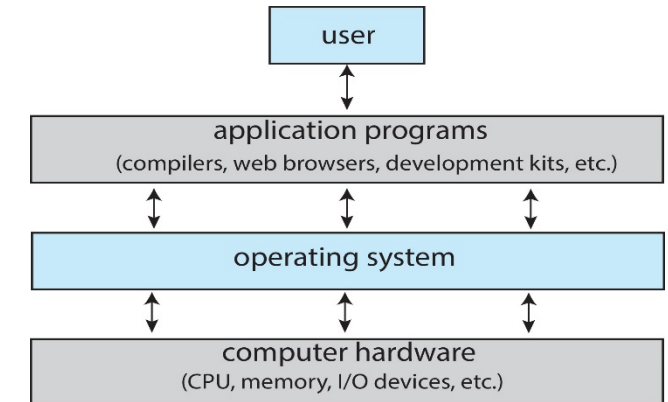 user
application programs
(compilers, web browsers, development kits, etc.)
operating system
computer hardware
(CPU, memory, I/O devices, etc.)